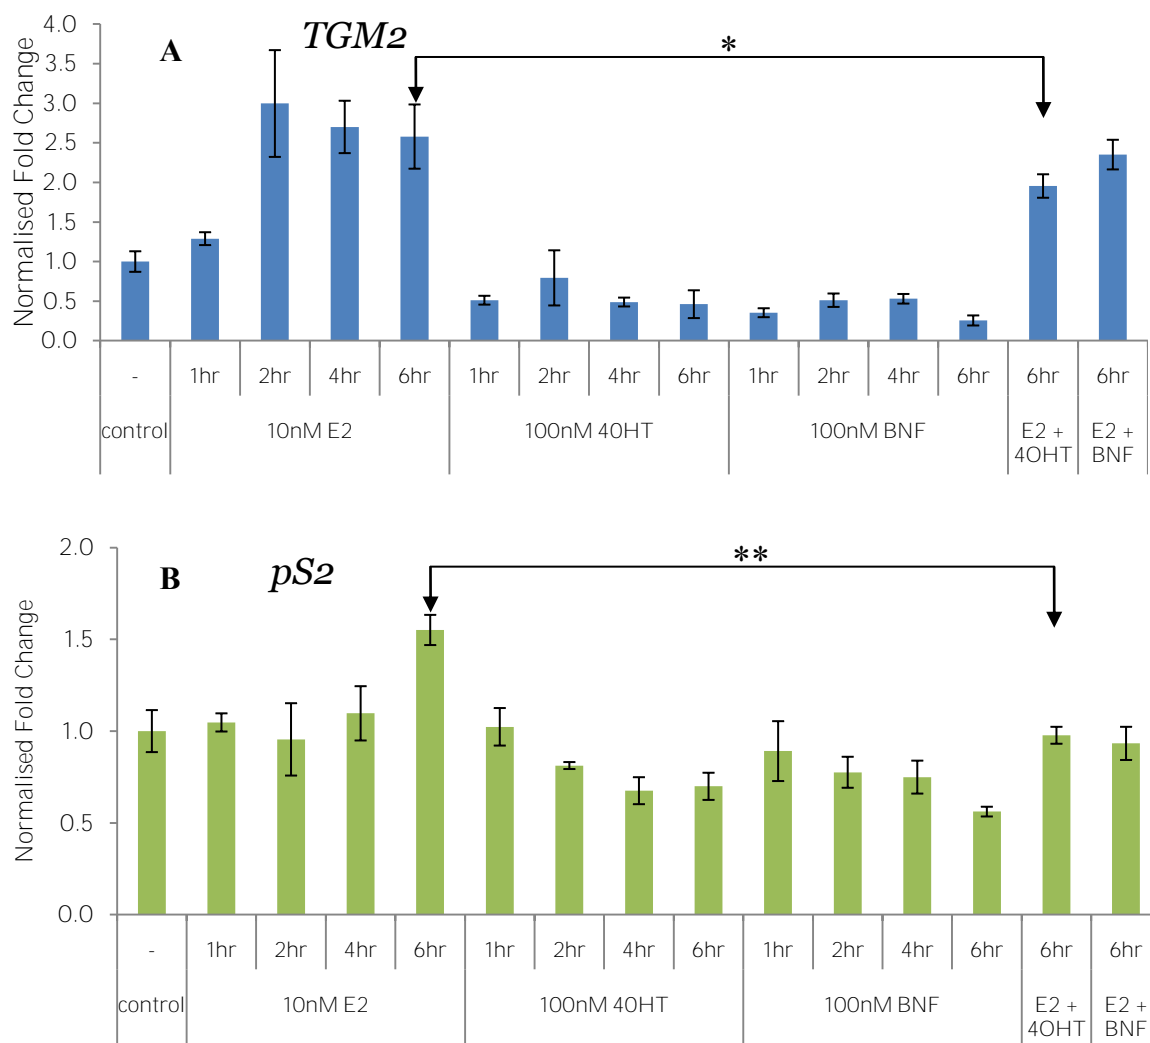 A
TGM2
*
Normalised Fold Change
4.0
3.5
3.0
2.5
2.0
1.5
1.0
0.5
0.0
- 1hr 2hr 4hr 6hr 1hr 2hr 4hr 6hr 1hr 2hr 4hr 6hr 6hr 6hr
control 10nM E2 100nM 4OHT 100nM BNF E2 + 4OHT E2 + BNF
B
pS2
**
Normalised Fold Change
2.0
1.5
1.0
0.5
0.0
- 1hr 2hr 4hr 6hr 1hr 2hr 4hr 6hr 1hr 2hr 4hr 6hr 6hr 6hr
control 10nM E2 100nM 4OHT 100nM BNF E2 + 4OHT E2 + BNF